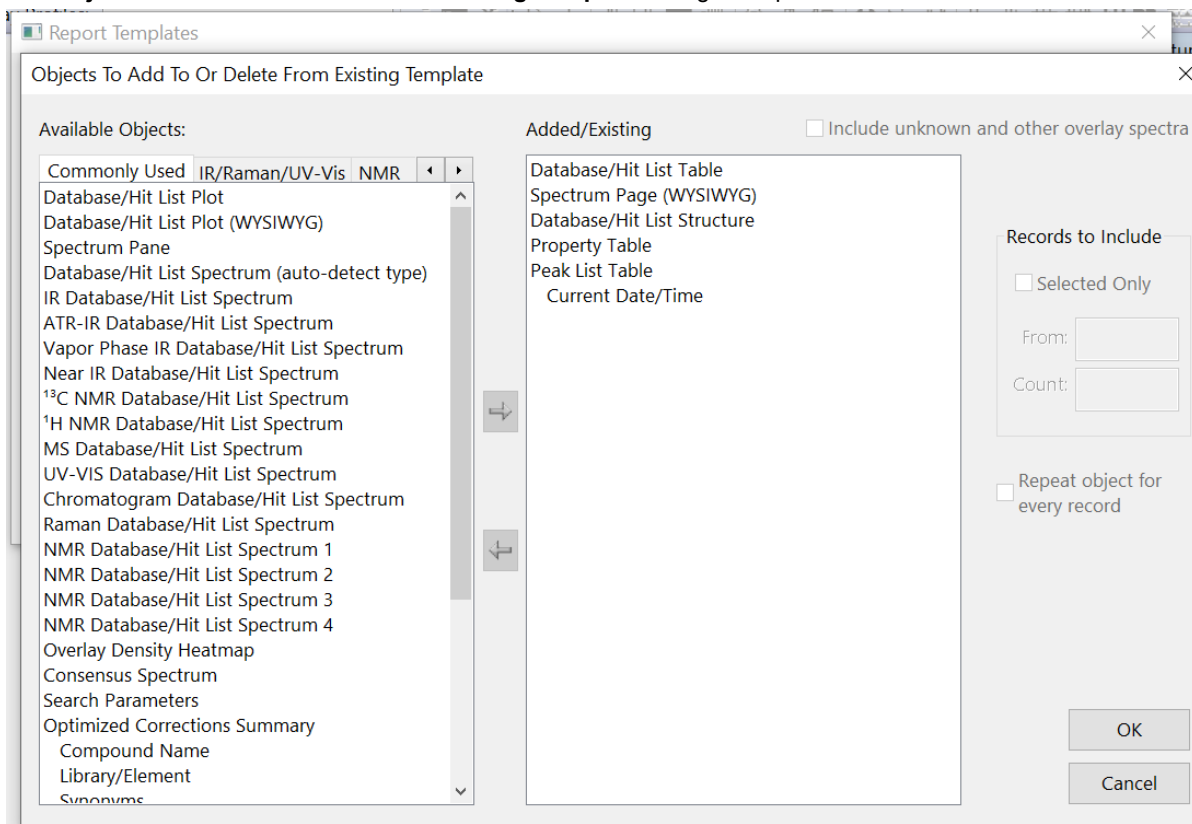 Report Templates
Objects To Add To Or Delete From Existing Template
Available Objects:
Added/Existing
Include unknown and other overlay spectra
Commonly Used IR/Raman/UV-Vis NMR
Database/Hit List Plot
Database/Hit List Plot (WYSIWYG)
Spectrum Pane
Database/Hit List Spectrum (auto-detect type)
IR Database/Hit List Spectrum
ATR-IR Database/Hit List Spectrum
Vapor Phase IR Database/Hit List Spectrum
Near IR Database/Hit List Spectrum
¹³C NMR Database/Hit List Spectrum
¹H NMR Database/Hit List Spectrum
MS Database/Hit List Spectrum
UV-VIS Database/Hit List Spectrum
Chromatogram Database/Hit List Spectrum
Raman Database/Hit List Spectrum
NMR Database/Hit List Spectrum 1
NMR Database/Hit List Spectrum 2
NMR Database/Hit List Spectrum 3
NMR Database/Hit List Spectrum 4
Overlay Density Heatmap
Consensus Spectrum
Search Parameters
Optimized Corrections Summary
Compound Name
Library/Element
Synonyms
Database/Hit List Table
Spectrum Page (WYSIWYG)
Database/Hit List Structure
Property Table
Peak List Table
Current Date/Time
Records to Include
Selected Only
From:
Count:
Repeat object for
every record
OK
Cancel